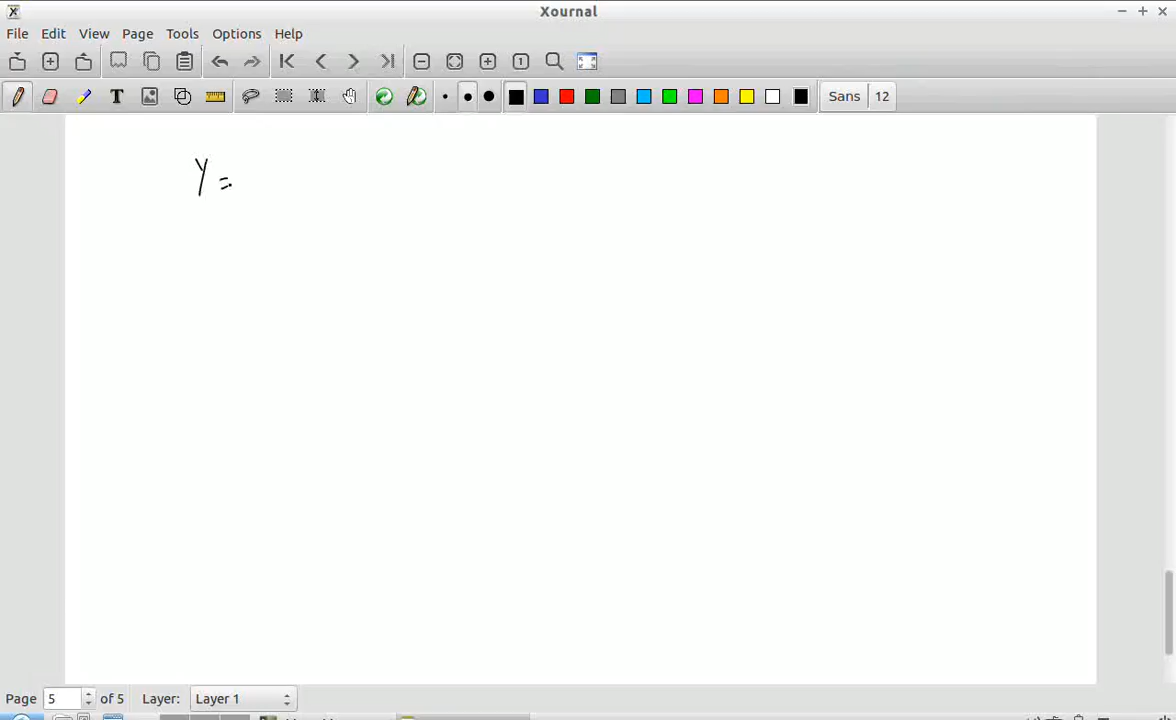 Xournal
File Edit View Page Tools Options Help
Sans 12
Y =
Page 5 of 5 Layer: Layer 1